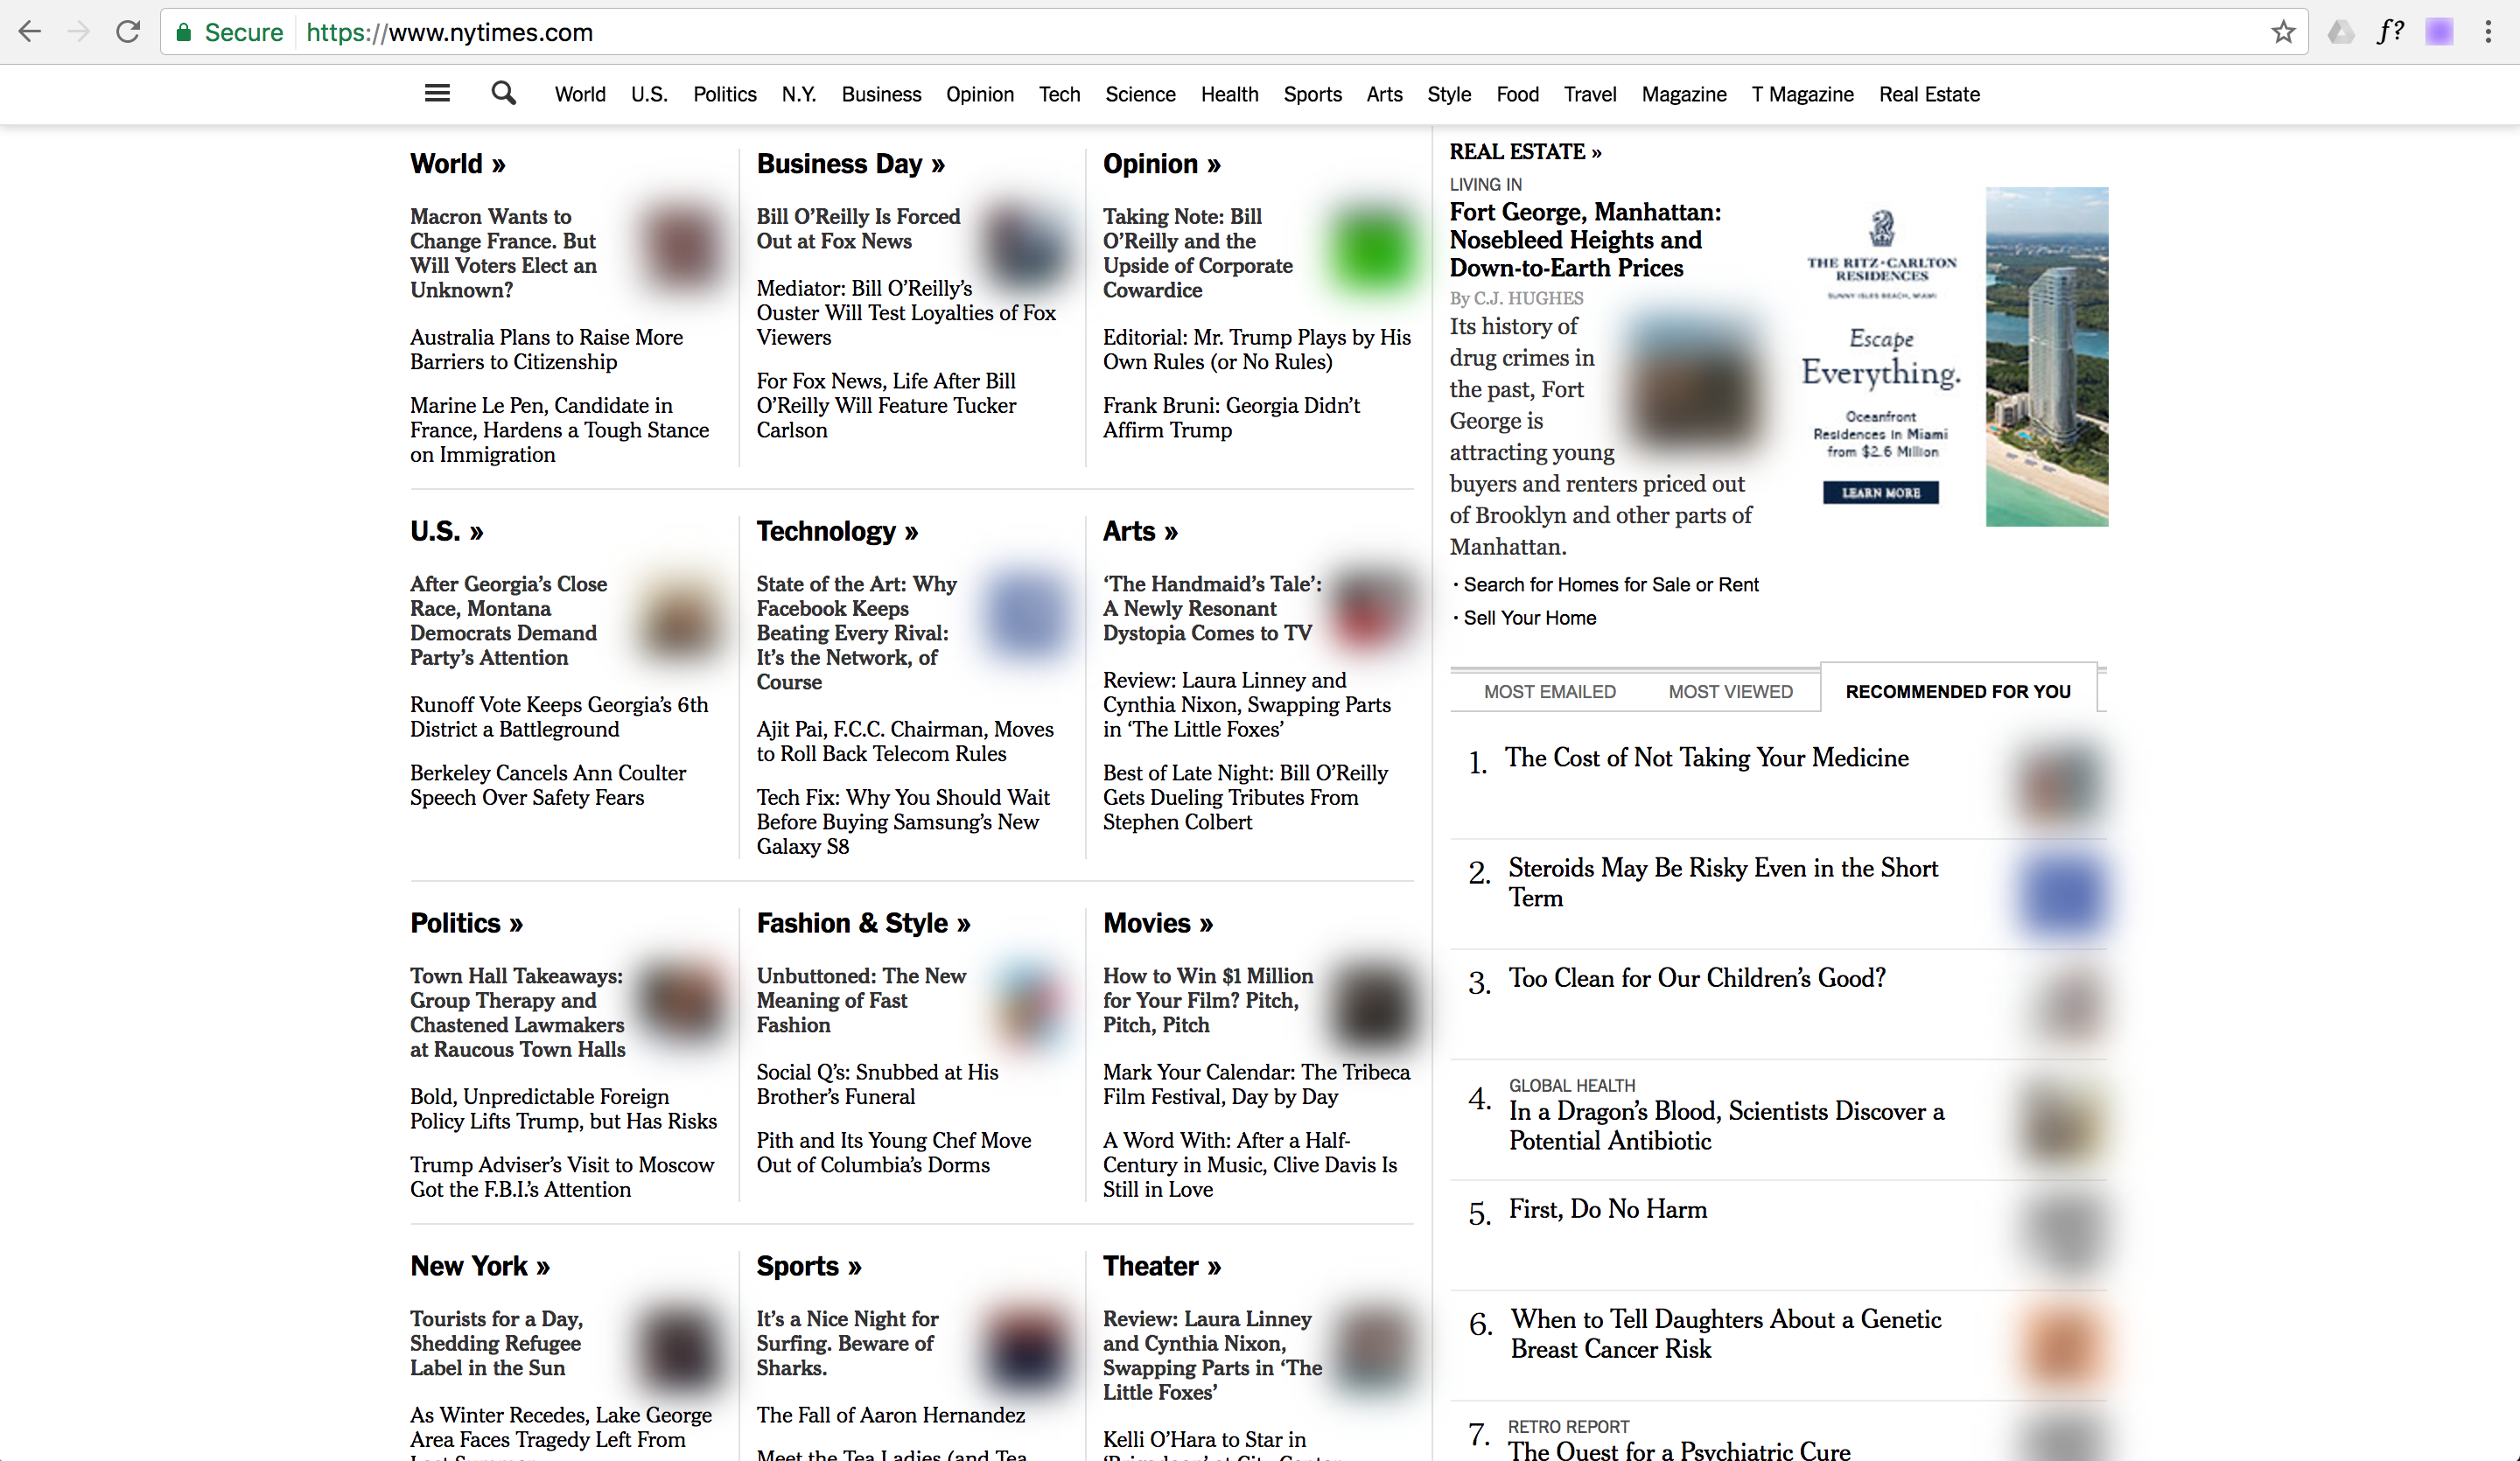 Secure https://www.nytimes.com
f?
World U.S. Politics N.Y. Business Opinion Tech Science Health Sports Arts Style Food Travel Magazine T Magazine Real Estate
World »
Macron Wants to
Change France. But
Will Voters Elect an
Unknown?
Australia Plans to Raise More
Barriers to Citizenship
Marine Le Pen, Candidate in
France, Hardens a Tough Stance
on Immigration
Business Day »
Bill O’Reilly Is Forced
Out at Fox News
Mediator: Bill O’Reilly’s
Ouster Will Test Loyalties of Fox
Viewers
For Fox News, Life After Bill
O’Reilly Will Feature Tucker
Carlson
Opinion »
Taking Note: Bill
O’Reilly and the
Upside of Corporate
Cowardice
Editorial: Mr. Trump Plays by His
Own Rules (or No Rules)
Frank Bruni: Georgia Didn’t
Affirm Trump
U.S. »
After Georgia’s Close
Race, Montana
Democrats Demand
Party’s Attention
Runoff Vote Keeps Georgia’s 6th
District a Battleground
Berkeley Cancels Ann Coulter
Speech Over Safety Fears
Technology »
State of the Art: Why
Facebook Keeps
Beating Every Rival:
It’s the Network, of
Course
Ajit Pai, F.C.C. Chairman, Moves
to Roll Back Telecom Rules
Tech Fix: Why You Should Wait
Before Buying Samsung’s New
Galaxy S8
Arts »
‘The Handmaid’s Tale’:
A Newly Resonant
Dystopia Comes to TV
Review: Laura Linney and
Cynthia Nixon, Swapping Parts
in ‘The Little Foxes’
Best of Late Night: Bill O’Reilly
Gets Dueling Tributes From
Stephen Colbert
Politics »
Town Hall Takeaways:
Group Therapy and
Chastened Lawmakers
at Raucous Town Halls
Bold, Unpredictable Foreign
Policy Lifts Trump, but Has Risks
Trump Adviser’s Visit to Moscow
Got the F.B.I.’s Attention
Fashion & Style »
Unbuttoned: The New
Meaning of Fast
Fashion
Social Q’s: Snubbed at His
Brother’s Funeral
Pith and Its Young Chef Move
Out of Columbia’s Dorms
Movies »
How to Win $1 Million
for Your Film? Pitch,
Pitch, Pitch
Mark Your Calendar: The Tribeca
Film Festival, Day by Day
A Word With: After a Half-
Century in Music, Clive Davis Is
Still in Love
New York »
Tourists for a Day,
Shedding Refugee
Label in the Sun
As Winter Recedes, Lake George
Area Faces Tragedy Left From
Sports »
It’s a Nice Night for
Surfing. Beware of
Sharks.
The Fall of Aaron Hernandez
Meet the Tea Ladies (and Tea
Theater »
Review: Laura Linney
and Cynthia Nixon,
Swapping Parts in ‘The
Little Foxes’
Kelli O’Hara to Star in
REAL ESTATE »
LIVING IN
Fort George, Manhattan:
Nosebleed Heights and
Down-to-Earth Prices
By C.J. HUGHES
Its history of
drug crimes in
the past, Fort
George is
attracting young
buyers and renters priced out
of Brooklyn and other parts of
Manhattan.
· Search for Homes for Sale or Rent
· Sell Your Home
THE RITZ-CARLTON
RESIDENCES
SUNNY ISLES BEACH, MIAMI
Escape
Everything.
Oceanfront
Residences in Miami
from $2.6 Million
LEARN MORE
MOST EMAILED MOST VIEWED RECOMMENDED FOR YOU
1. The Cost of Not Taking Your Medicine
2. Steroids May Be Risky Even in the Short
Term
3. Too Clean for Our Children’s Good?
GLOBAL HEALTH
4. In a Dragon’s Blood, Scientists Discover a
Potential Antibiotic
5. First, Do No Harm
6. When to Tell Daughters About a Genetic
Breast Cancer Risk
RETRO REPORT
7. The Quest for a Psychiatric Cure